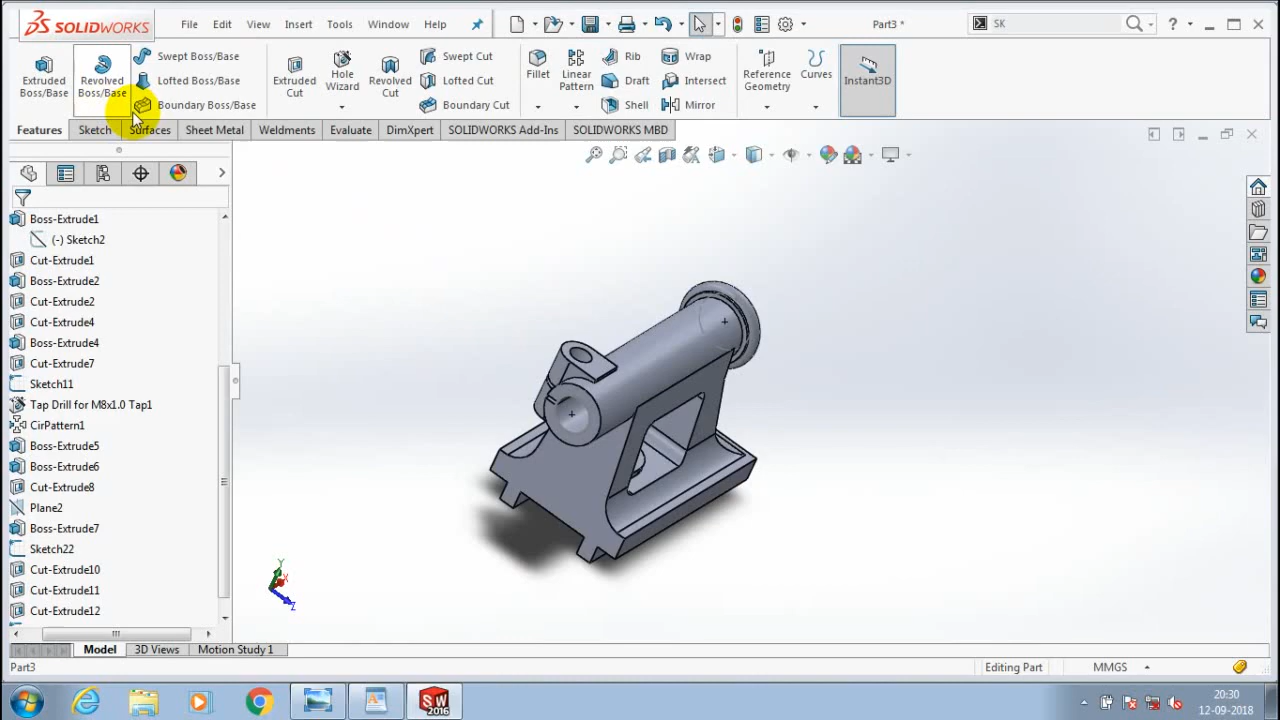 SOLIDWORKS File Edit View Insert Tools Window Help Part3 * SK ?
Extruded Boss/Base
Revolved Boss/Base
Swept Boss/Base
Lofted Boss/Base
Boundary Boss/Base
Extruded Cut
Hole Wizard
Revolved Cut
Swept Cut
Lofted Cut
Boundary Cut
Fillet
Linear Pattern
Rib
Draft
Shell
Wrap
Intersect
Mirror
Reference Geometry
Curves
Instant3D
Features Sketch Surfaces Sheet Metal Weldments Evaluate DimXpert SOLIDWORKS Add-Ins SOLIDWORKS MBD
Boss-Extrude1
(-) Sketch2
Cut-Extrude1
Boss-Extrude2
Cut-Extrude2
Cut-Extrude4
Boss-Extrude4
Cut-Extrude7
Sketch11
Tap Drill for M8x1.0 Tap1
CirPattern1
Boss-Extrude5
Boss-Extrude6
Cut-Extrude8
Plane2
Boss-Extrude7
Sketch22
Cut-Extrude10
Cut-Extrude11
Cut-Extrude12
Y
X
Z
Model 3D Views Motion Study 1
Part3 Editing Part MMGS
SW 2016
20:30
12-09-2018